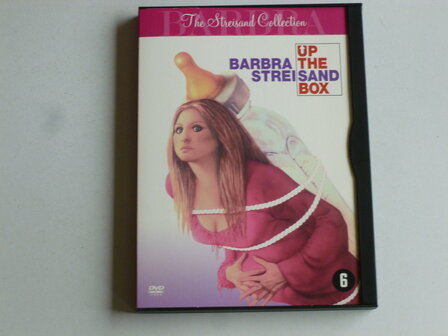 BARBRA
The Streisand Collection
BARBRA STREISAND
UP THE SAND BOX
DVD
6